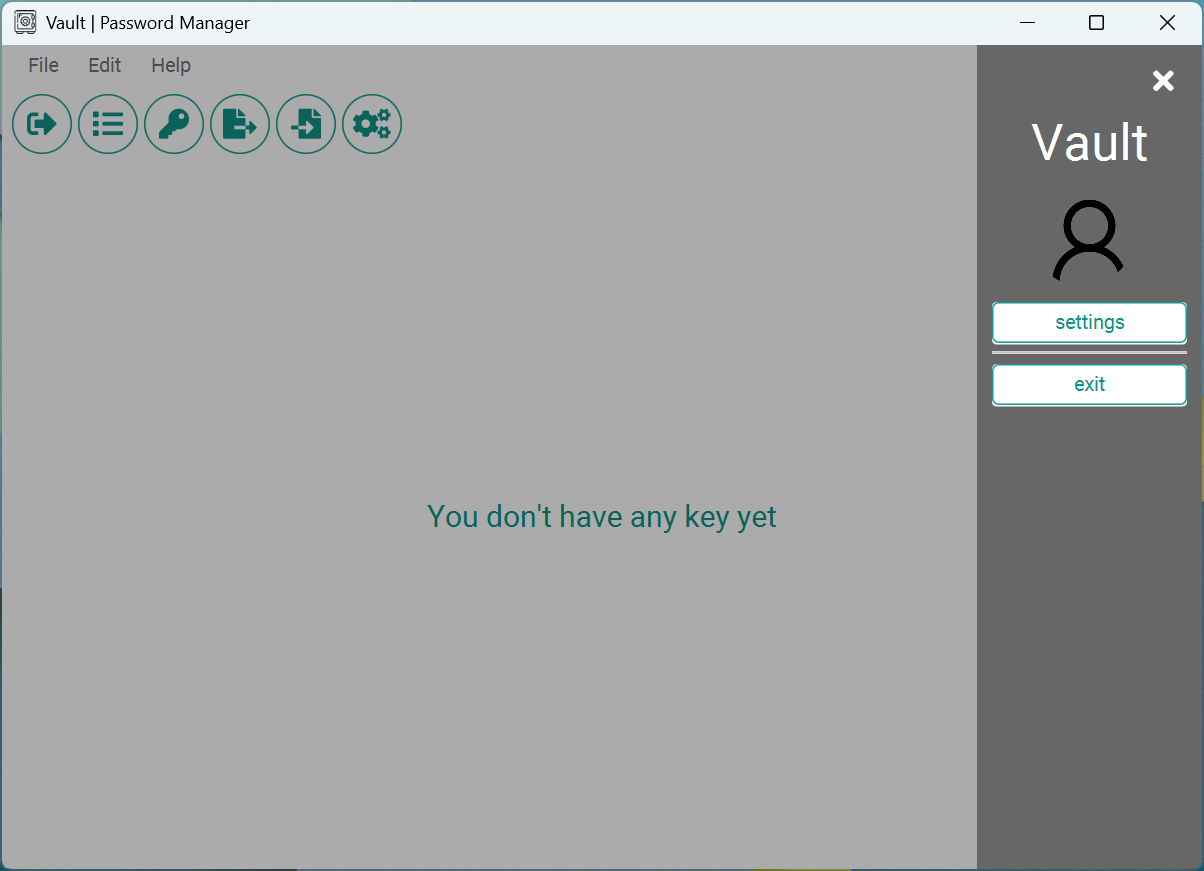 Vault | Password Manager
File Edit Help
Vault
settings
exit
You don't have any key yet